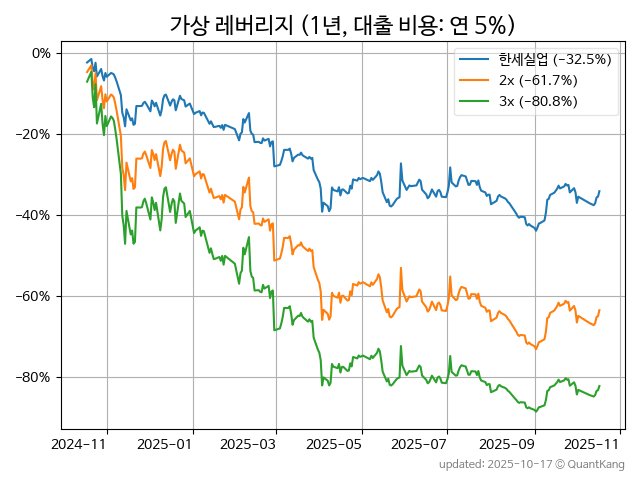 가상 레버리지 (1년, 대출 비용: 연 5%)
0%
−20%
−40%
−60%
−80%
한세실업 (−32.5%)
2x (−61.7%)
3x (−80.8%)
2024-11
2025-01
2025-03
2025-05
2025-07
2025-09
2025-11
updated: 2025-10-17 © QuantKang